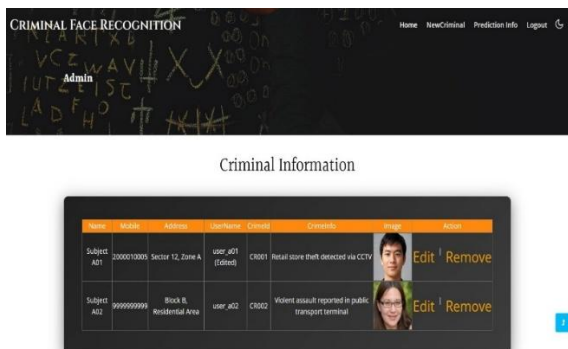 CRIMINAL FACE RECOGNITION
Home NewCriminal Prediction Info Logout
Admin
Criminal Information
Name Mobile Address UserName CrimeId CrimeInfo Image Action
Subject A01 2000010005 Sector 12, Zone A user_a01 (Edited) CR001 Retail store theft detected via CCTV Edit | Remove
Subject A02 9999999999 Block B, Residential Area user_a02 CR002 Violent assault reported in public transport terminal Edit | Remove